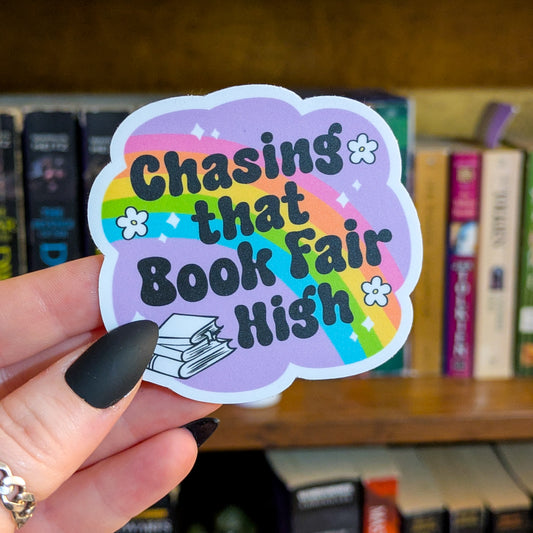 Chasing
that
Book Fair
High